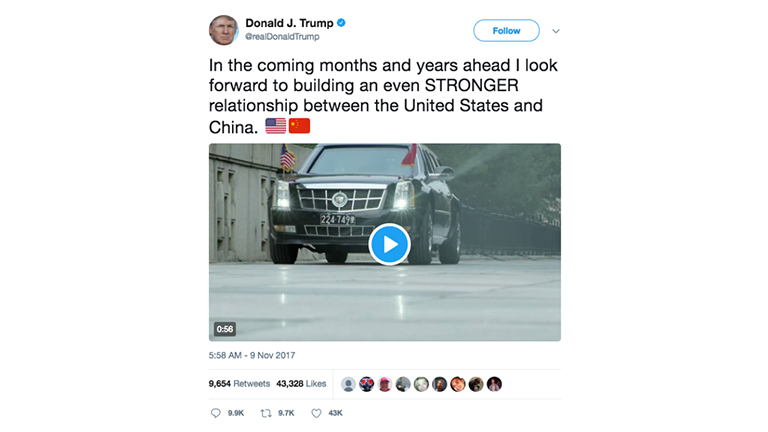 Donald J. Trump
@realDonaldTrump
Follow
In the coming months and years ahead I look
forward to building an even STRONGER
relationship between the United States and
China. 🇺🇸🇨🇳
224·749
0:56
5:58 AM - 9 Nov 2017
9,654 Retweets 43,328 Likes
9.9K 9.7K 43K